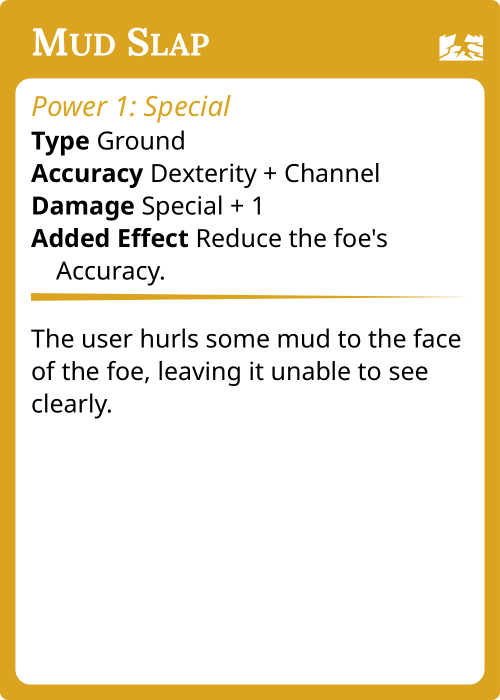 Mud Slap
Power 1: Special
Type Ground
Accuracy Dexterity + Channel
Damage Special + 1
Added Effect Reduce the foe's
Accuracy.
The user hurls some mud to the face
of the foe, leaving it unable to see
clearly.